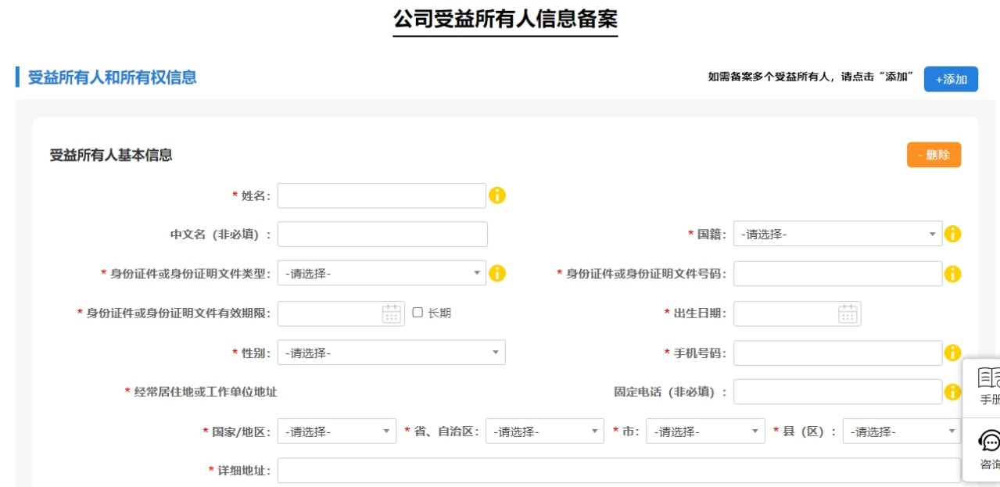 公司受益所有人信息备案
受益所有人和所有权信息 如需备案多个受益所有人，请点击“添加” +添加
受益所有人基本信息 - 删除
* 姓名：
中文名（非必填）： * 国籍： -请选择-
* 身份证件或身份证明文件类型： -请选择- * 身份证件或身份证明文件号码：
* 身份证件或身份证明文件有效期限： 长期 * 出生日期：
* 性别： -请选择- * 手机号码：
* 经常居住地或工作单位地址 固定电话（非必填）：
手册
* 国家/地区： -请选择- * 省、自治区： -请选择- * 市： -请选择- * 县（区）： -请选择-
咨询
* 详细地址：